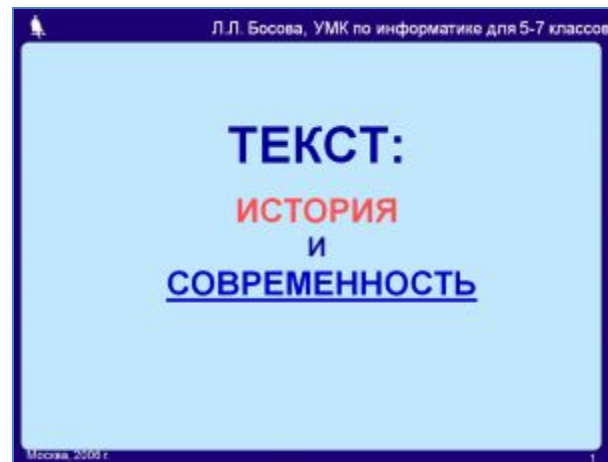 Л.Л. Босова, УМК по информатике для 5-7 классов
ТЕКСТ:
ИСТОРИЯ
И
СОВРЕМЕННОСТЬ
Москва, 2006 г.
1